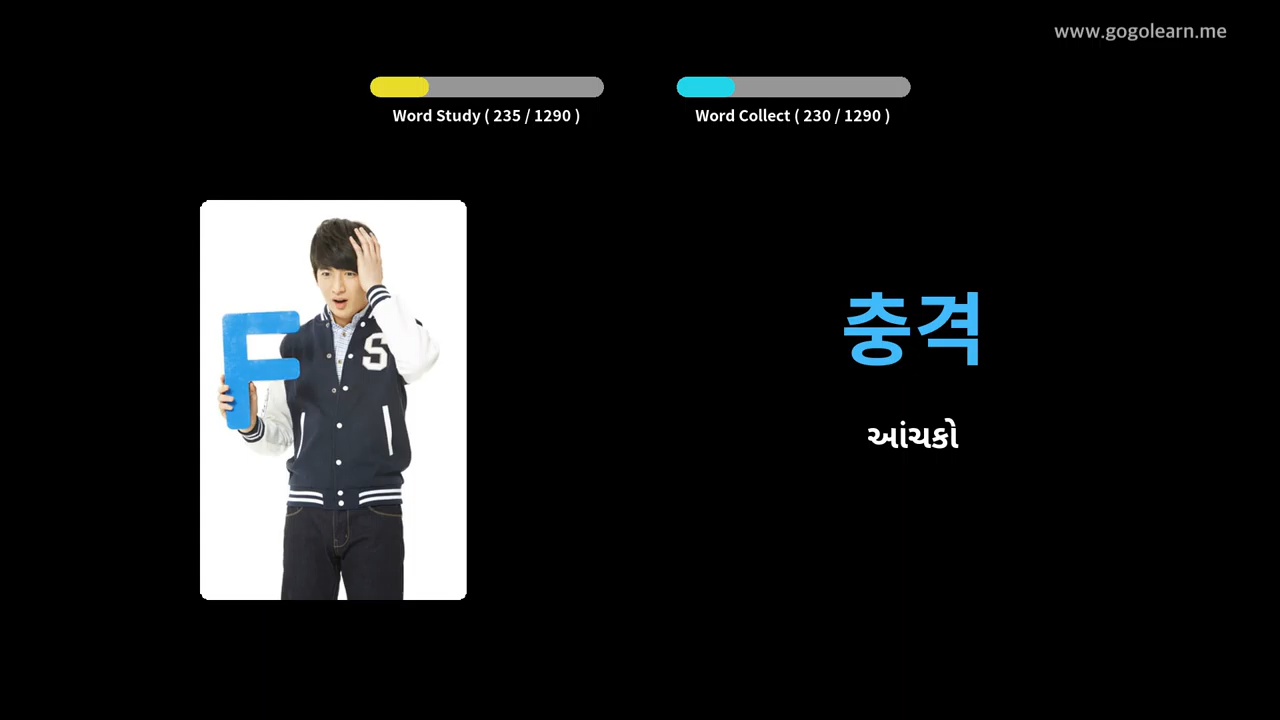 www.gogolearn.me
Word Study ( 235 / 1290 )
Word Collect ( 230 / 1290 )
F
S
충격
આંચકો